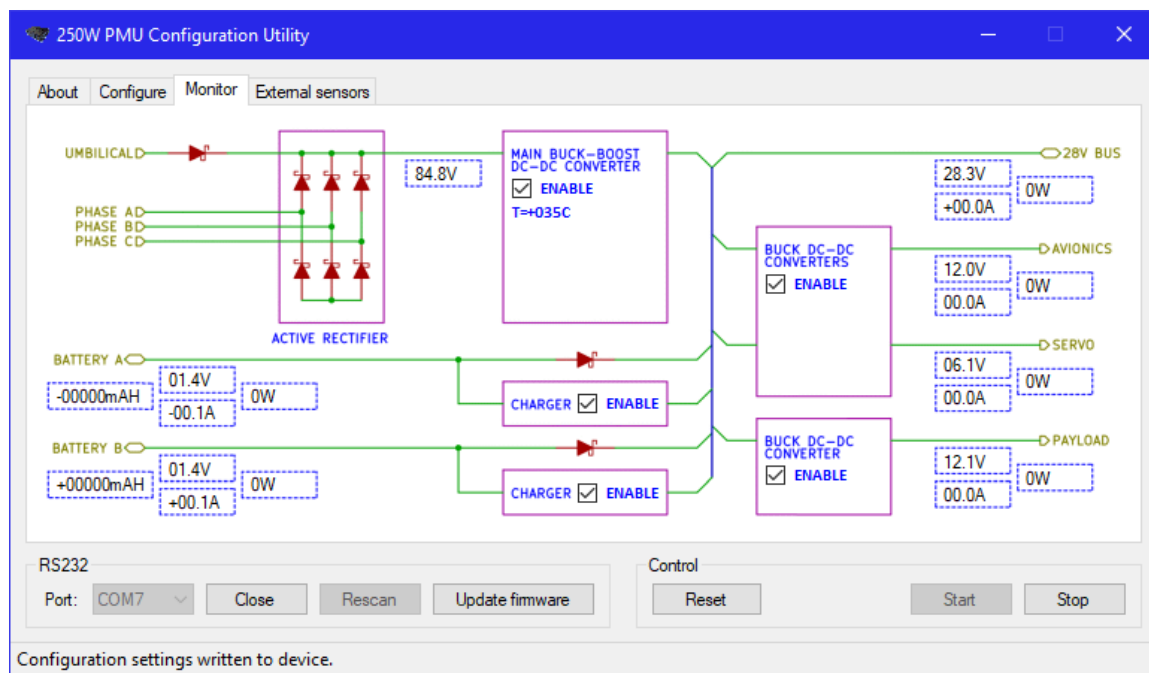 250W PMU Configuration Utility
About Configure Monitor External sensors
UMBILICAL
PHASE A
PHASE B
PHASE C
ACTIVE RECTIFIER
84.8V
MAIN BUCK-BOOST
DC-DC CONVERTER
ENABLE
T=+035C
28V BUS
28.3V
+00.0A
0W
BUCK DC-DC
CONVERTERS
ENABLE
AVIONICS
12.0V
00.0A
0W
SERVO
06.1V
00.0A
0W
BATTERY A
-00000mAH
01.4V
-00.1A
0W
CHARGER ENABLE
BATTERY B
+00000mAH
01.4V
+00.1A
0W
CHARGER ENABLE
BUCK DC-DC
CONVERTER
ENABLE
PAYLOAD
12.1V
00.0A
0W
RS232
Port: COM7 Close Rescan Update firmware
Control
Reset Start Stop
Configuration settings written to device.